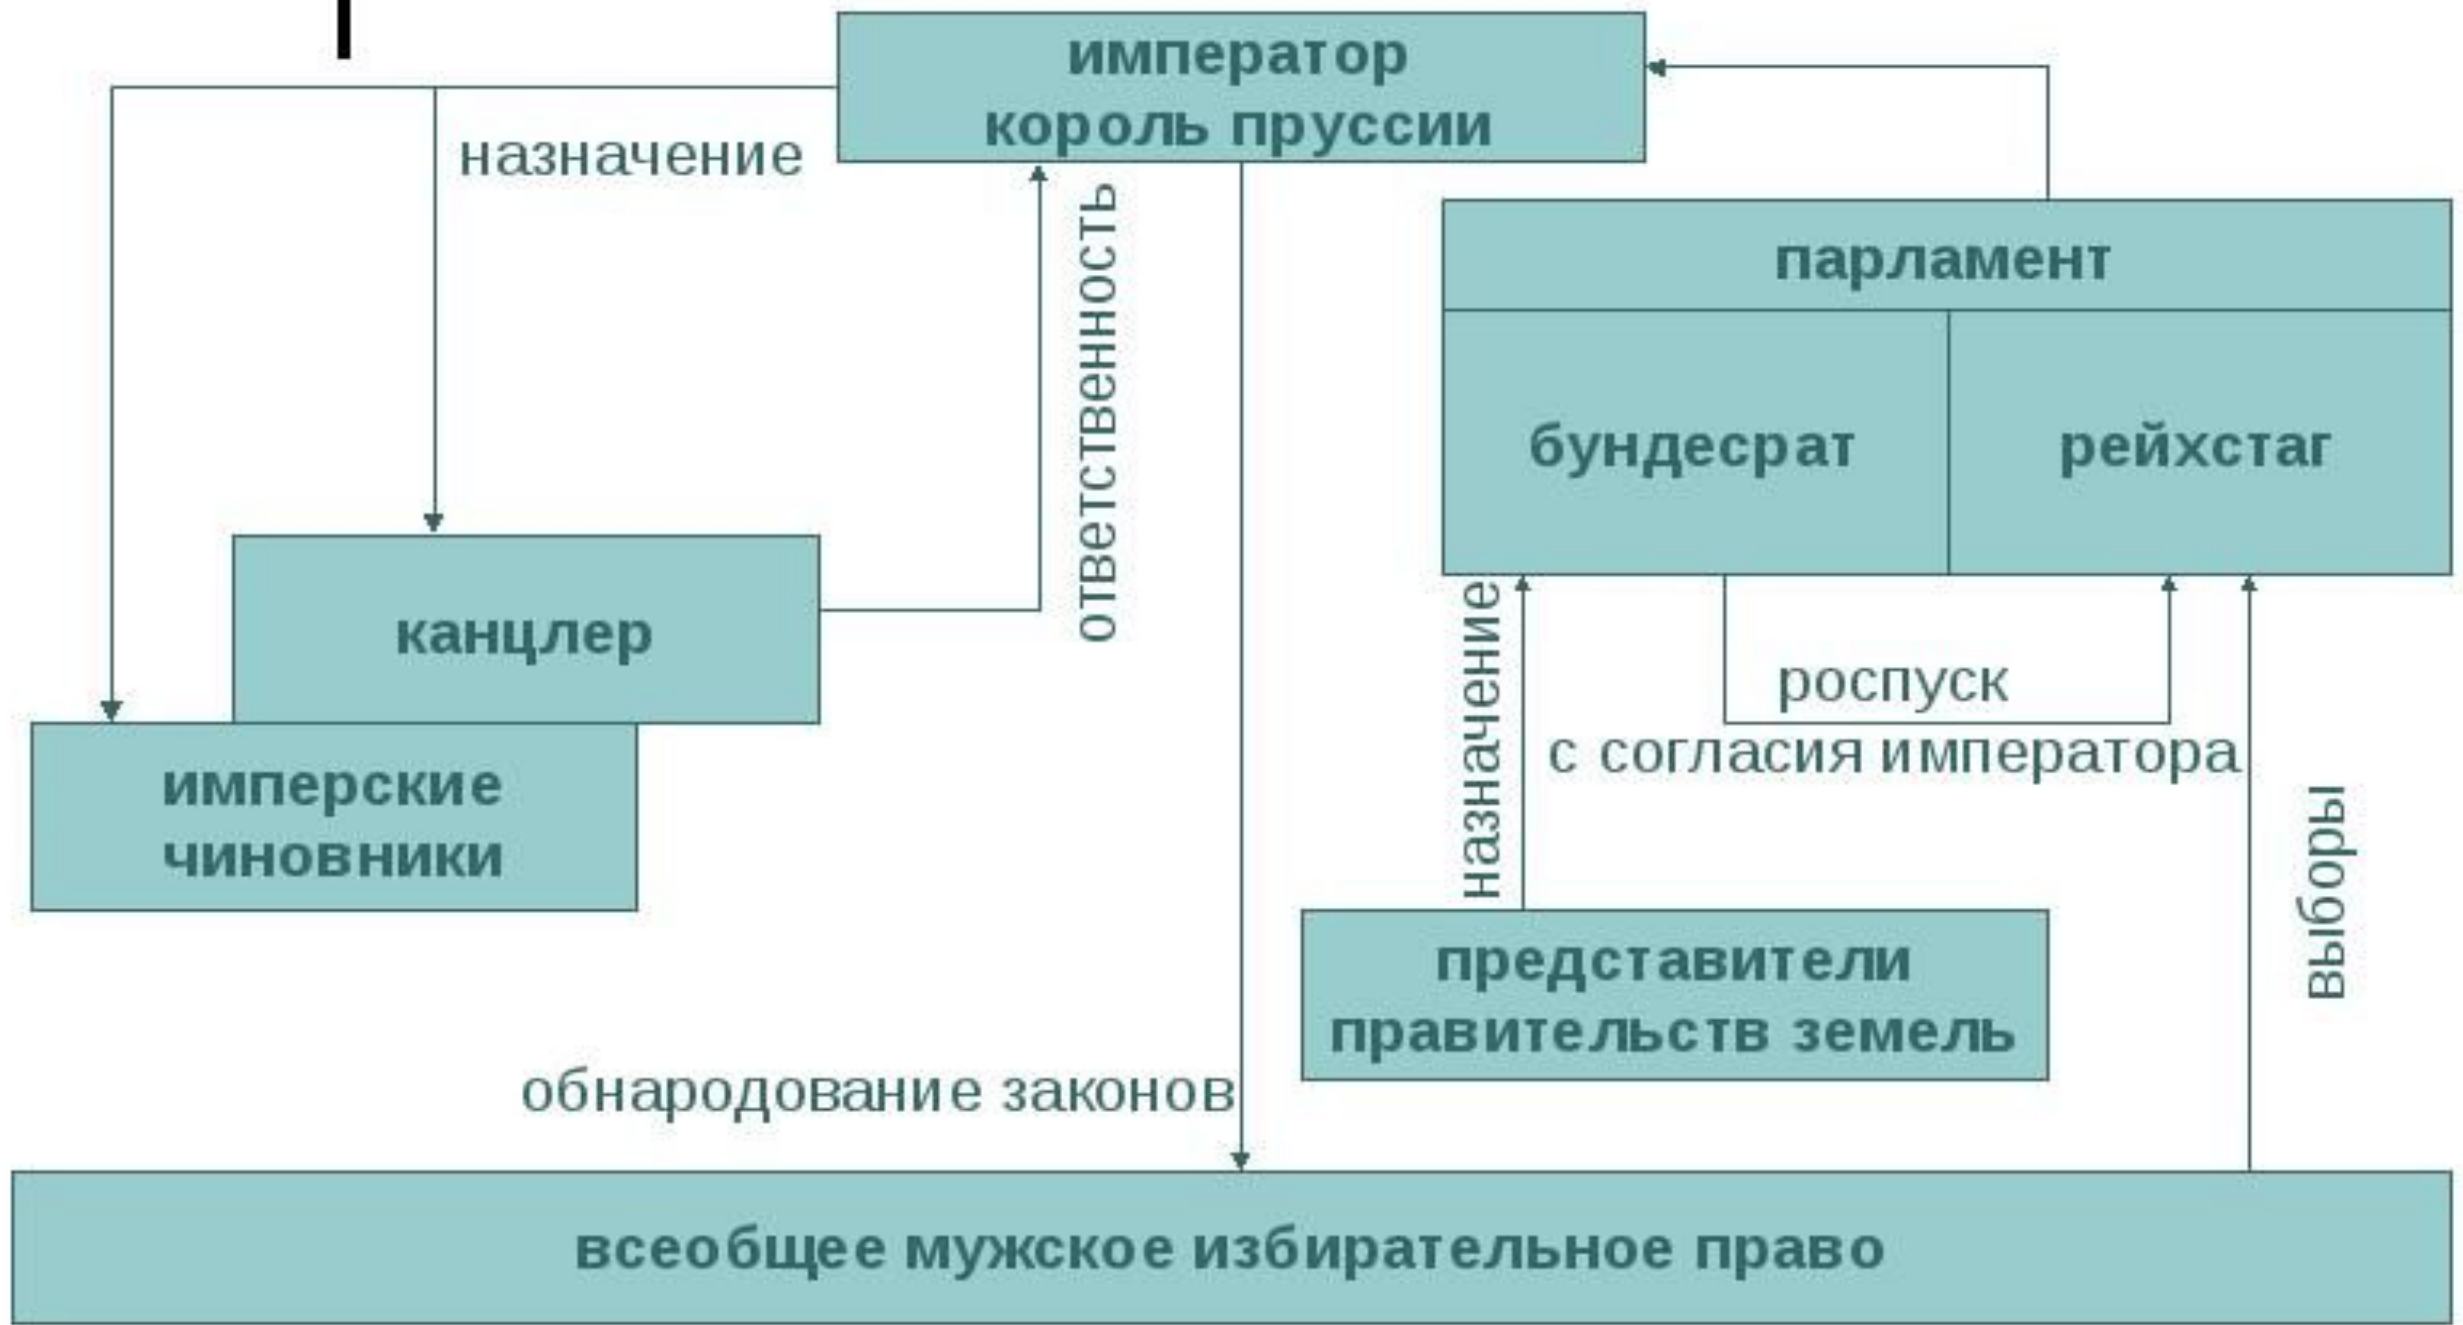 император
король пруссии
назначение
ответственность
парламент
бундесрат
рейхстаг
канцлер
имперские
чиновники
назначение
роспуск
с согласия императора
выборы
представители
правительств земель
обнародование законов
всеобщее мужское избирательное право